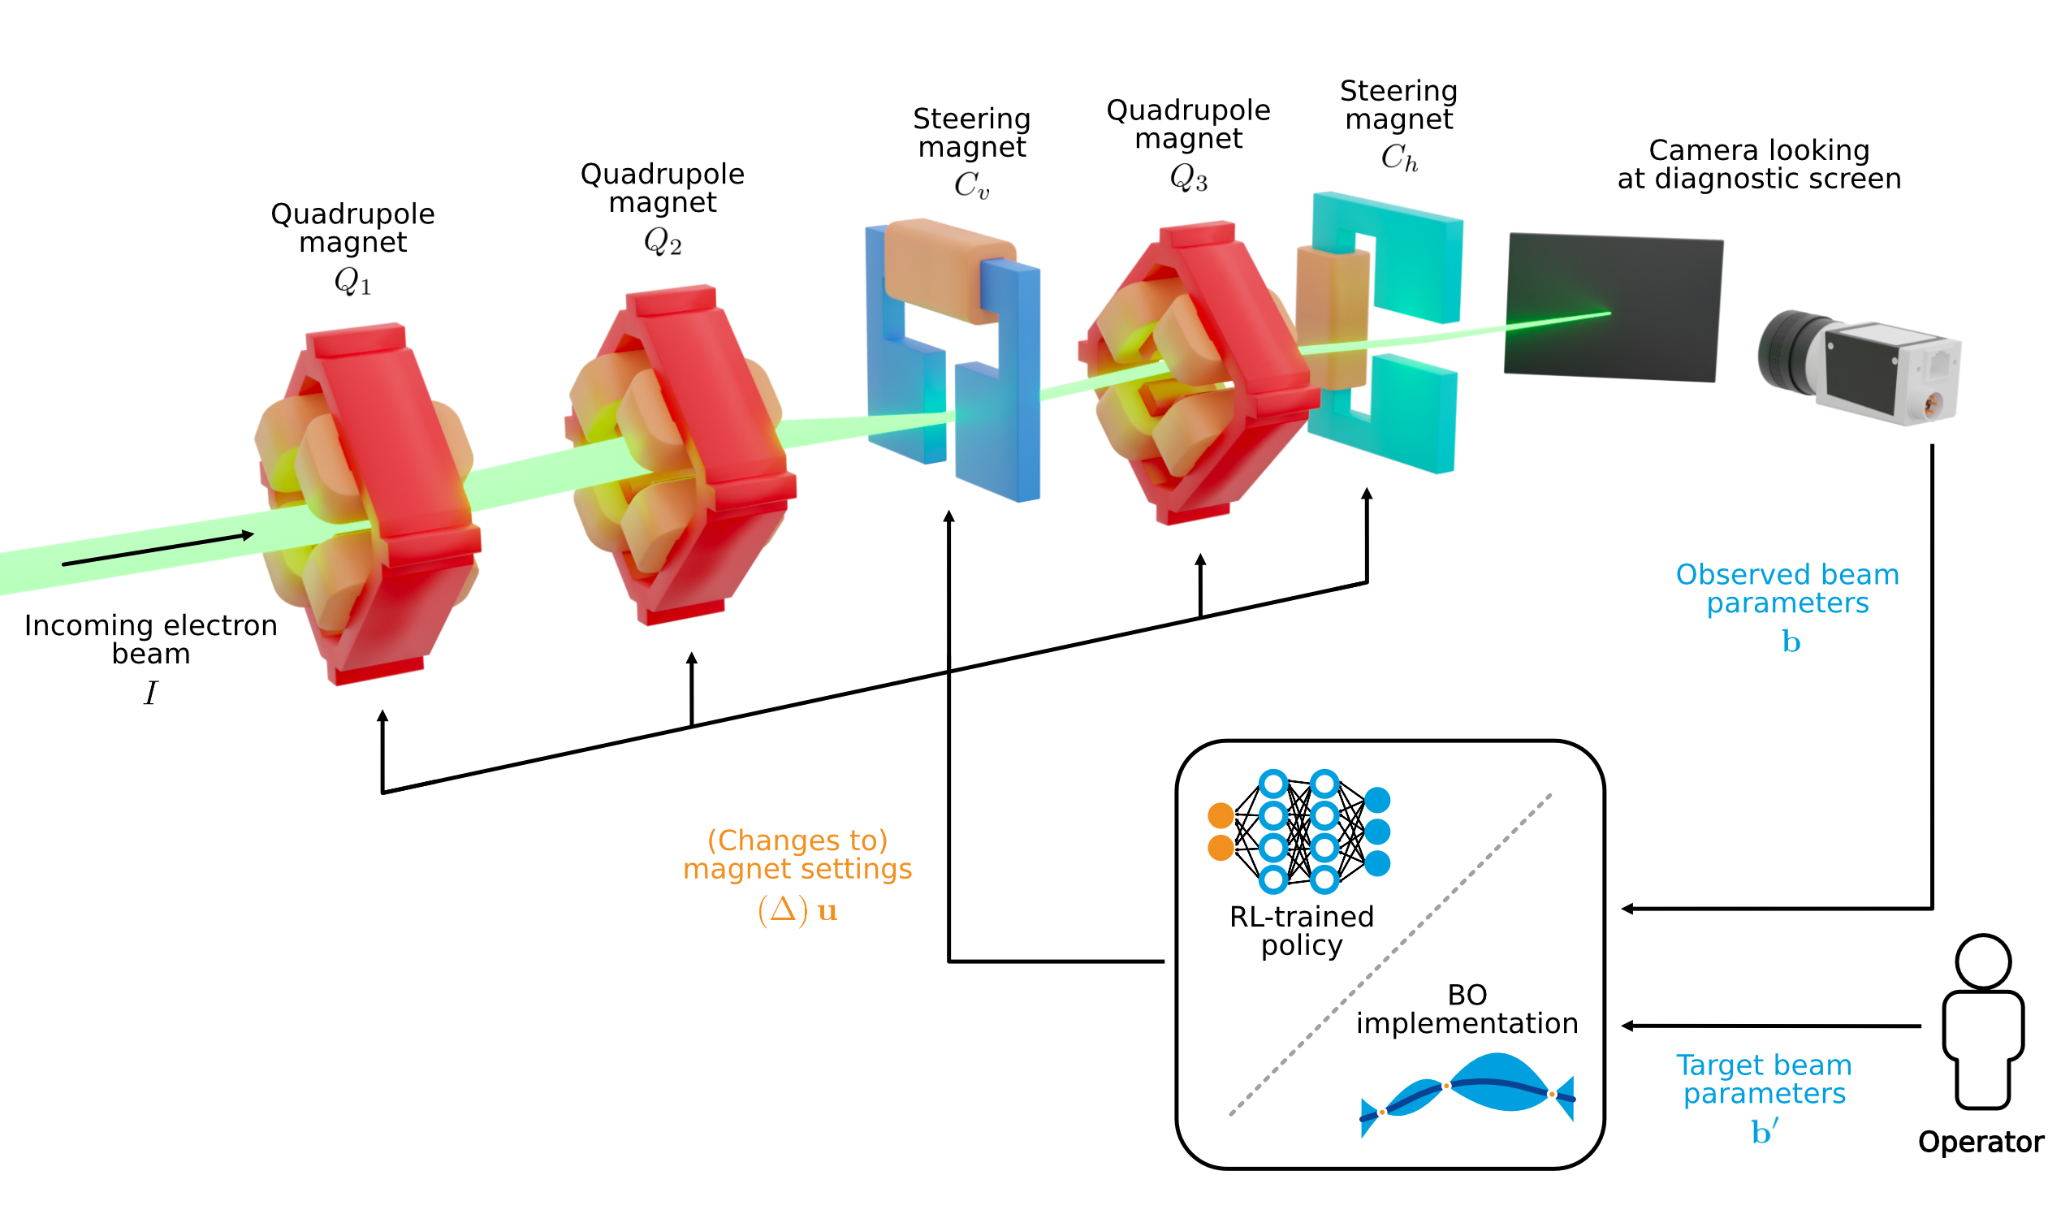 Quadrupole
magnet
Q₁
Quadrupole
magnet
Q₂
Steering
magnet
Cᵥ
Quadrupole
magnet
Q₃
Steering
magnet
Cₕ
Camera looking
at diagnostic screen
Incoming electron
beam
I
Observed beam
parameters
b
(Changes to)
magnet settings
(Δ) u
RL-trained
policy
BO
implementation
Target beam
parameters
b′
Operator